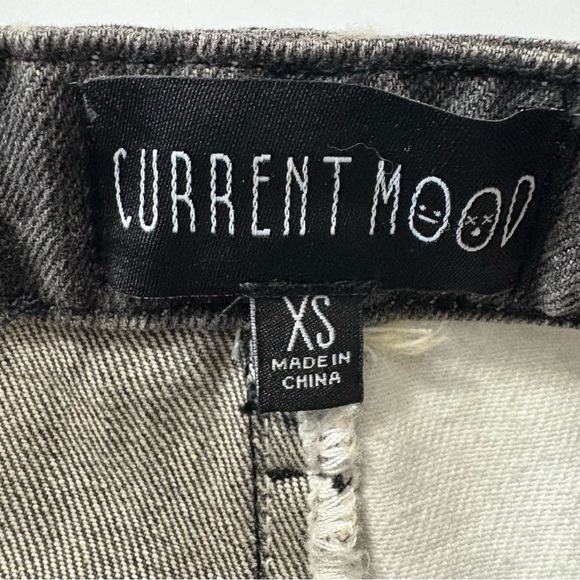 CURRENT MOOD
XS
MADE IN
CHINA